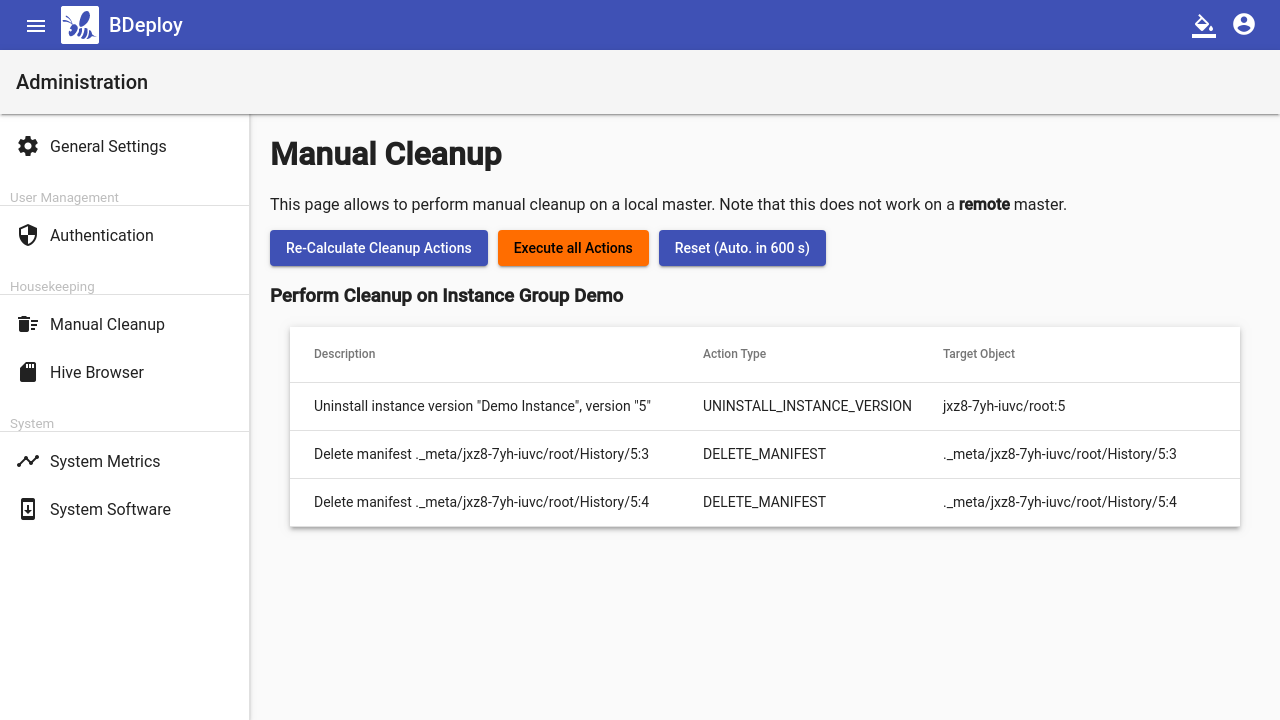 BDeploy
Administration
General Settings
User Management
Authentication
Housekeeping
Manual Cleanup
Hive Browser
System
System Metrics
System Software
Manual Cleanup
This page allows to perform manual cleanup on a local master. Note that this does not work on a remote master.
Re-Calculate Cleanup Actions Execute all Actions Reset (Auto. in 600 s)
Perform Cleanup on Instance Group Demo
Description Action Type Target Object
Uninstall instance version "Demo Instance", version "5" UNINSTALL_INSTANCE_VERSION jxz8-7yh-iuvc/root:5
Delete manifest ._meta/jxz8-7yh-iuvc/root/History/5:3 DELETE_MANIFEST ._meta/jxz8-7yh-iuvc/root/History/5:3
Delete manifest ._meta/jxz8-7yh-iuvc/root/History/5:4 DELETE_MANIFEST ._meta/jxz8-7yh-iuvc/root/History/5:4